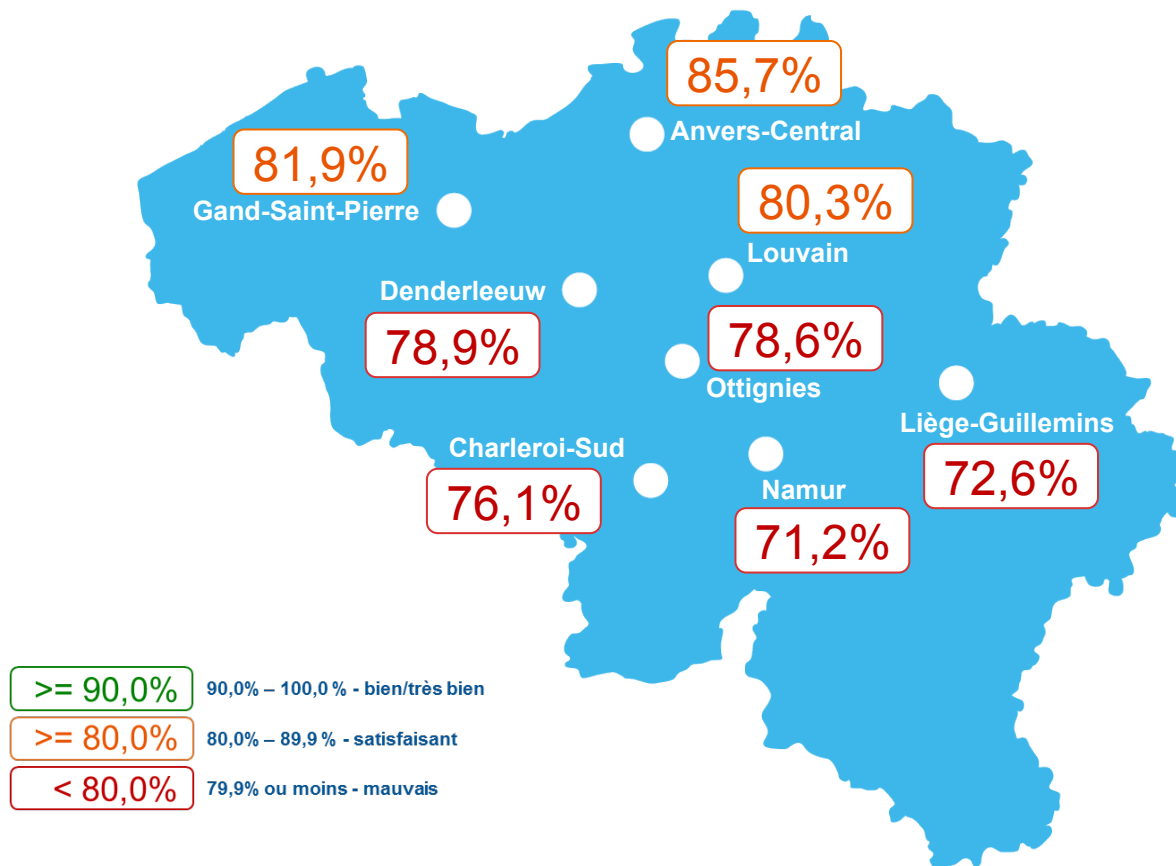 85,7%
Anvers-Central
81,9%
Gand-Saint-Pierre
80,3%
Louvain
Denderleeuw
78,9%
78,6%
Ottignies
Liège-Guillemins
72,6%
Charleroi-Sud
76,1%
Namur
71,2%
>= 90,0% 90,0% – 100,0 % - bien/très bien
>= 80,0% 80,0% – 89,9 % - satisfaisant
< 80,0% 79,9% ou moins - mauvais